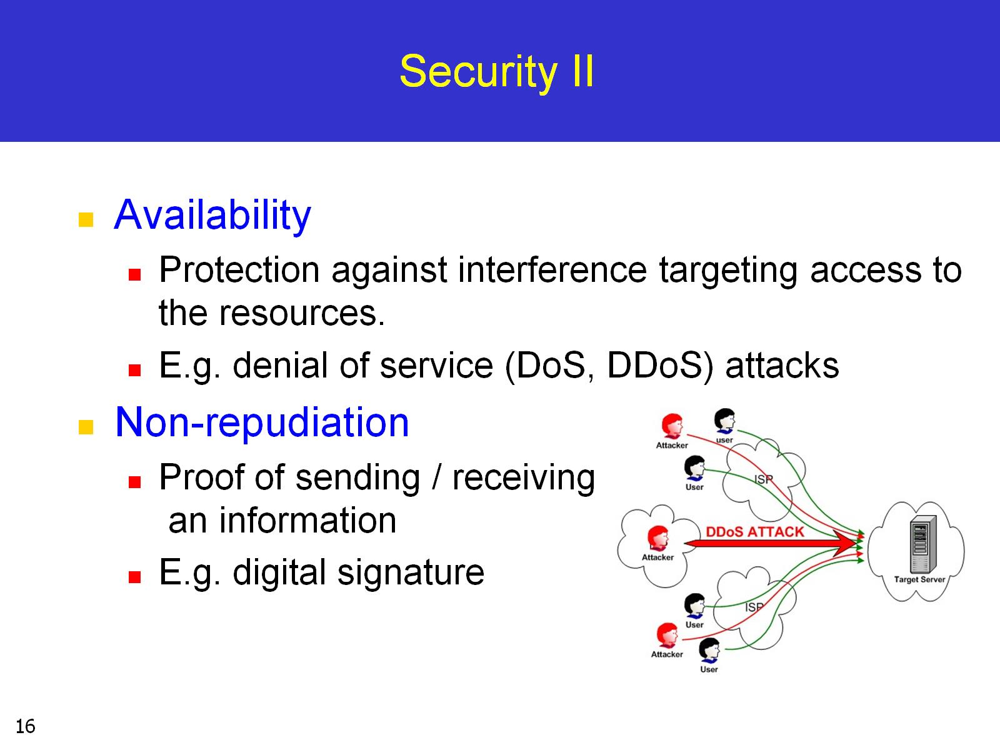 Security II
Availability
Protection against interference targeting access to
the resources.
E.g. denial of service (DoS, DDoS) attacks
Non-repudiation
Proof of sending / receiving
an information
E.g. digital signature
Attacker
user
User
ISP
DDoS ATTACK
Attacker
Target Server
User
ISP
Attacker
User
16